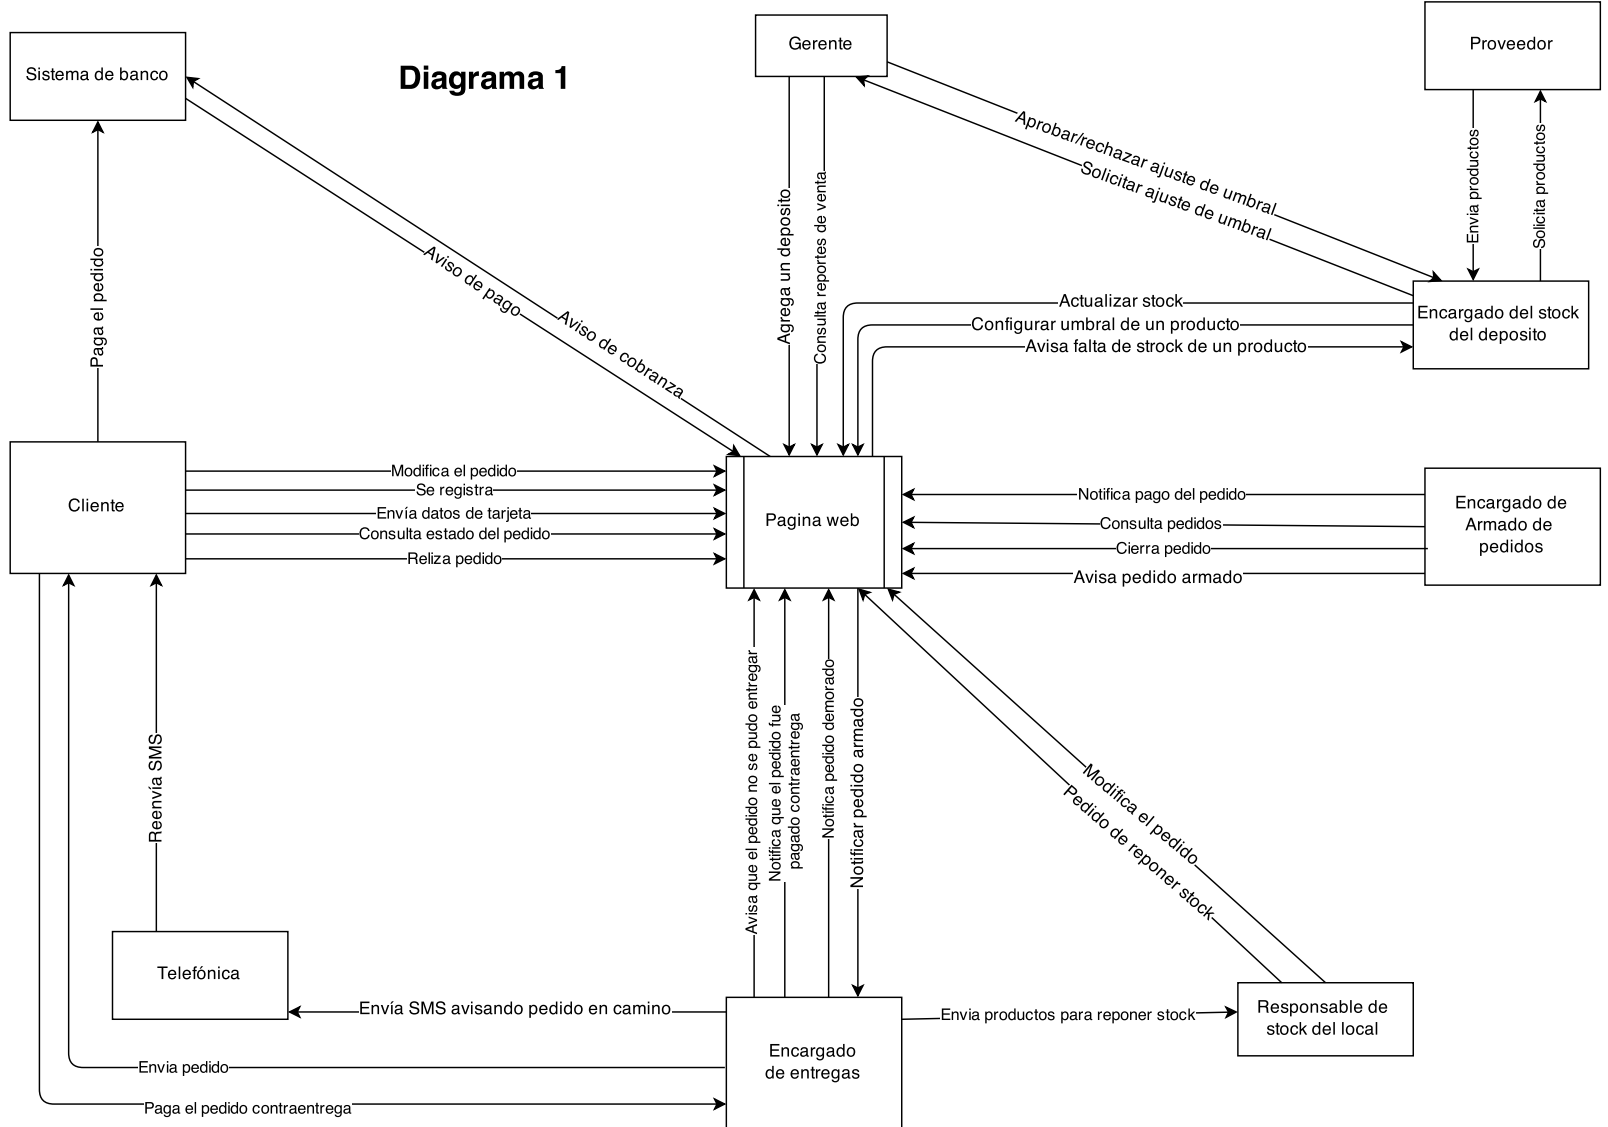 Diagrama 1
Sistema de banco
Gerente
Proveedor
Aprobar/rechazar ajuste de umbral
Solicitar ajuste de umbral
Envia productos
Solicita productos
Agrega un deposito
Consulta reportes de venta
Paga el pedido
Aviso de pago
Aviso de cobranza
Actualizar stock
Configurar umbral de un producto
Avisa falta de strock de un producto
Encargado del stock
del deposito
Cliente
Modifica el pedido
Se registra
Envía datos de tarjeta
Consulta estado del pedido
Reliza pedido
Pagina web
Notifica pago del pedido
Consulta pedidos
Cierra pedido
Avisa pedido armado
Encargado de
Armado de
pedidos
Reenvía SMS
Avisa que el pedido no se pudo entregar
Notifica que el pedido fue
pagado contraentrega
Notifica pedido demorado
Notificar pedido armado
Modifica el pedido
Pedido de reponer stock
Telefónica
Envía SMS avisando pedido en camino
Envia productos para reponer stock
Responsable de
stock del local
Encargado
de entregas
Envia pedido
Paga el pedido contraentrega